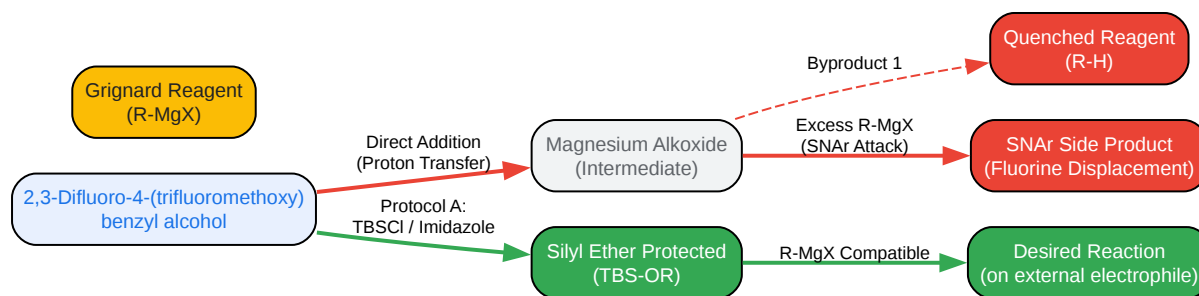 Grignard Reagent
(R-MgX)
2,3-Difluoro-4-(trifluoromethoxy)
benzyl alcohol
Direct Addition
(Proton Transfer)
Protocol A:
TBSCl / Imidazole
Magnesium Alkoxide
(Intermediate)
Silyl Ether Protected
(TBS-OR)
Byproduct 1
Excess R-MgX
(SNAr Attack)
R-MgX Compatible
Quenched Reagent
(R-H)
SNAr Side Product
(Fluorine Displacement)
Desired Reaction
(on external electrophile)